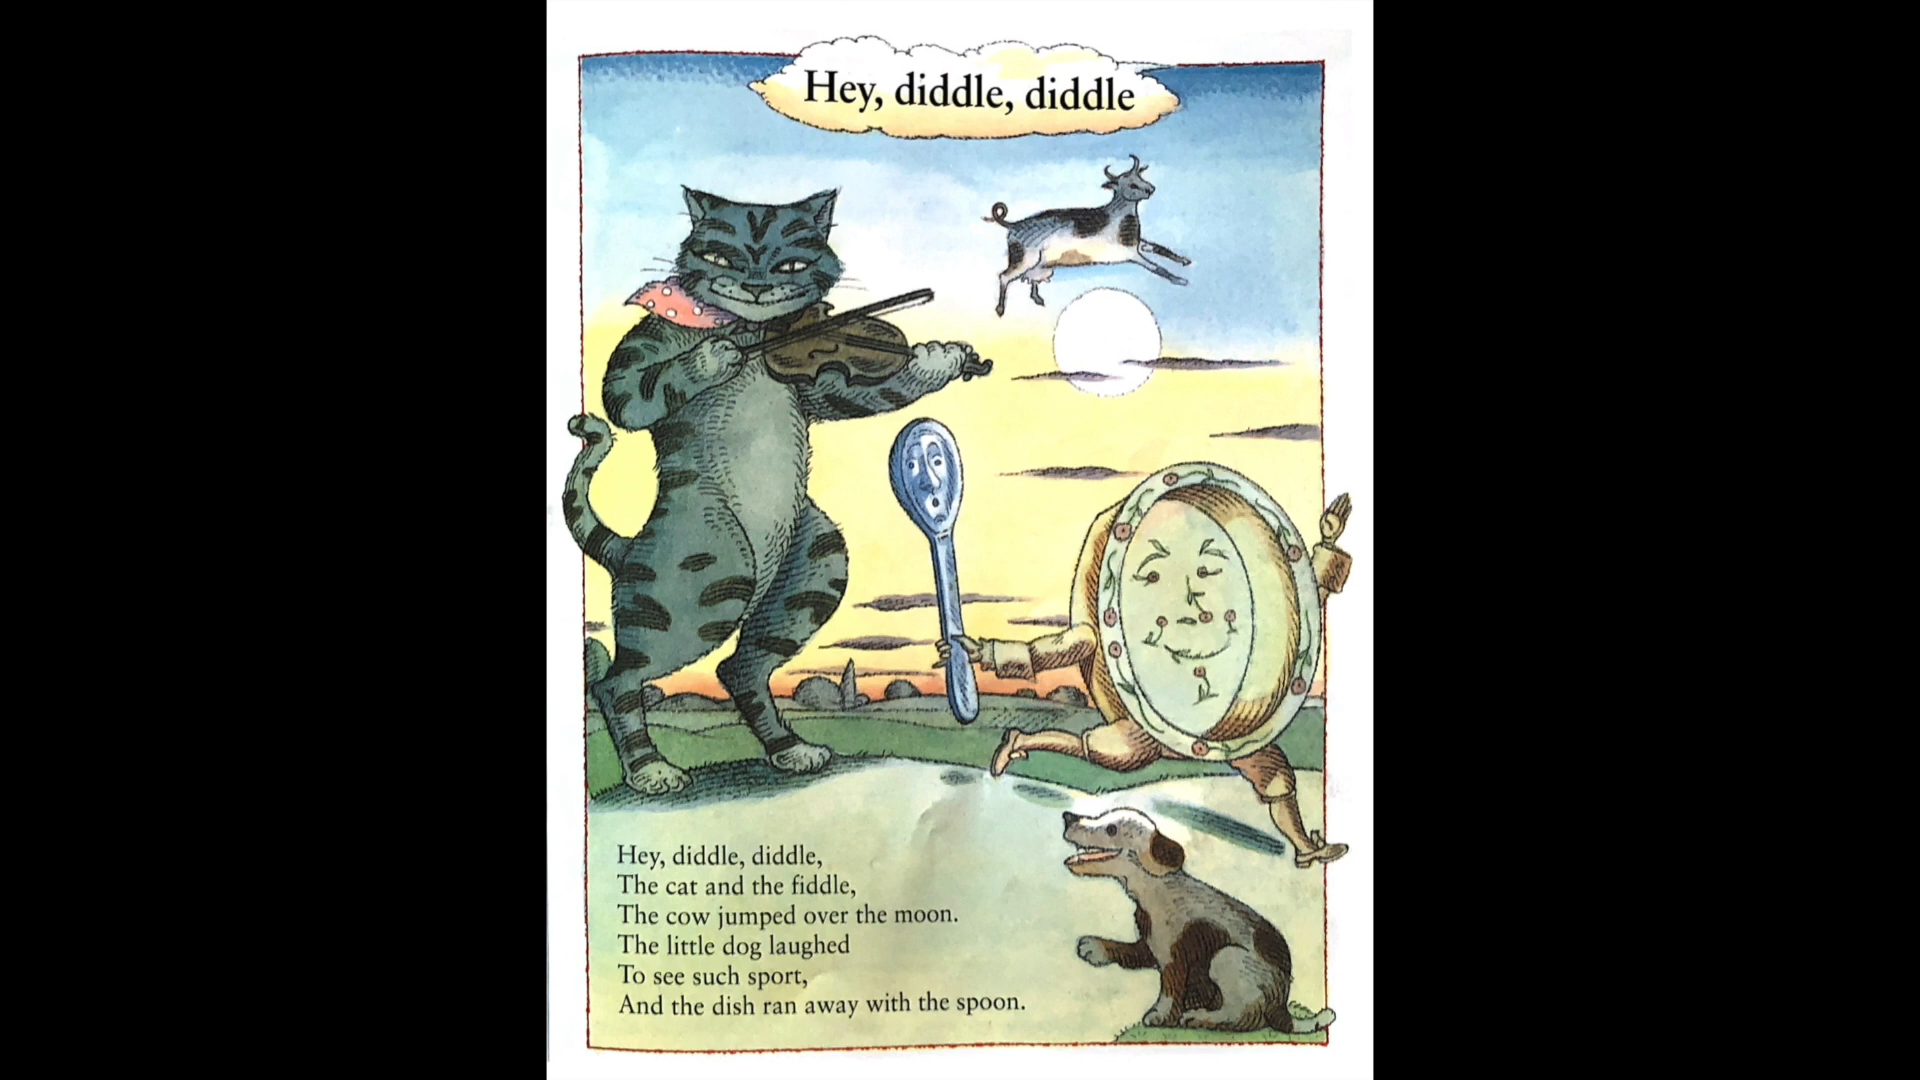 Hey, diddle, diddle
Hey, diddle, diddle,
The cat and the fiddle,
The cow jumped over the moon.
The little dog laughed
To see such sport,
And the dish ran away with the spoon.